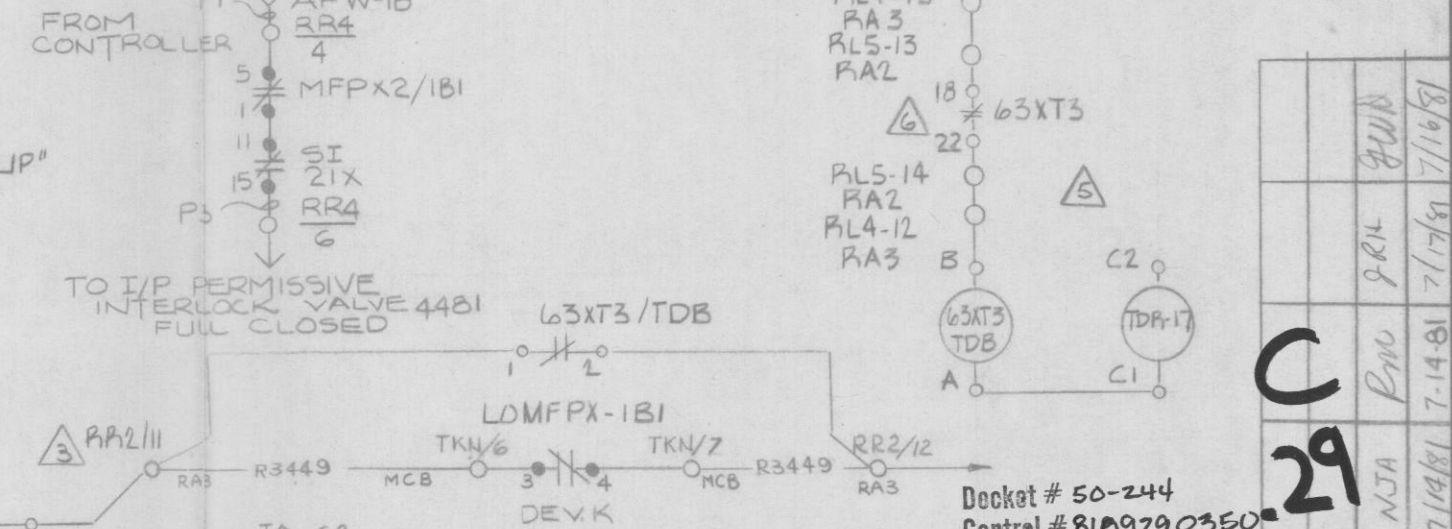 FROM
CONTROLLER
RR4
4
5
MFPX2/1B1
1
11
SI
21X
15
P3
RR4
6
TO I/P PERMISSIVE
INTERLOCK VALVE 4481
FULL CLOSED
RA3
RL5-13
RA2
18
63XT3
6
22
RL5-14
RA2
5
RL4-12
RA3
B
C2
63XT3
TDB
TDR-17
A
C1
63XT3/TDB
1
2
LOMFPX-1B1
3
RR2/11
TKN/6
TKN/7
RR2/12
RA3
R3449
MCB
3
4
MCB
R3449
RA3
DEV.K
Docket # 50-244
C
.29
7/16/81
JRH
7/17/81
7-14-81
NJA